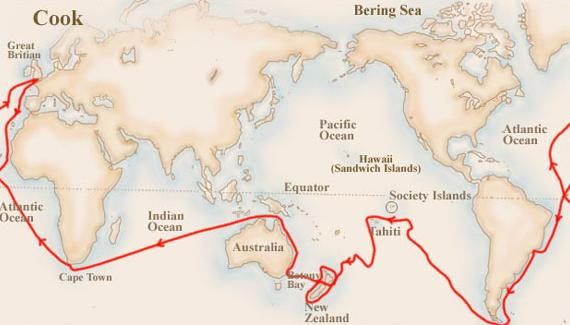 Cook
Bering Sea
Great
Britian
Pacific
Ocean
Atlantic
Ocean
Hawaii
(Sandwich Islands)
Equator
Society Islands
Atlantic
Ocean
Indian
Ocean
Tahiti
Australia
Cape Town
Botany
Bay
New
Zealand